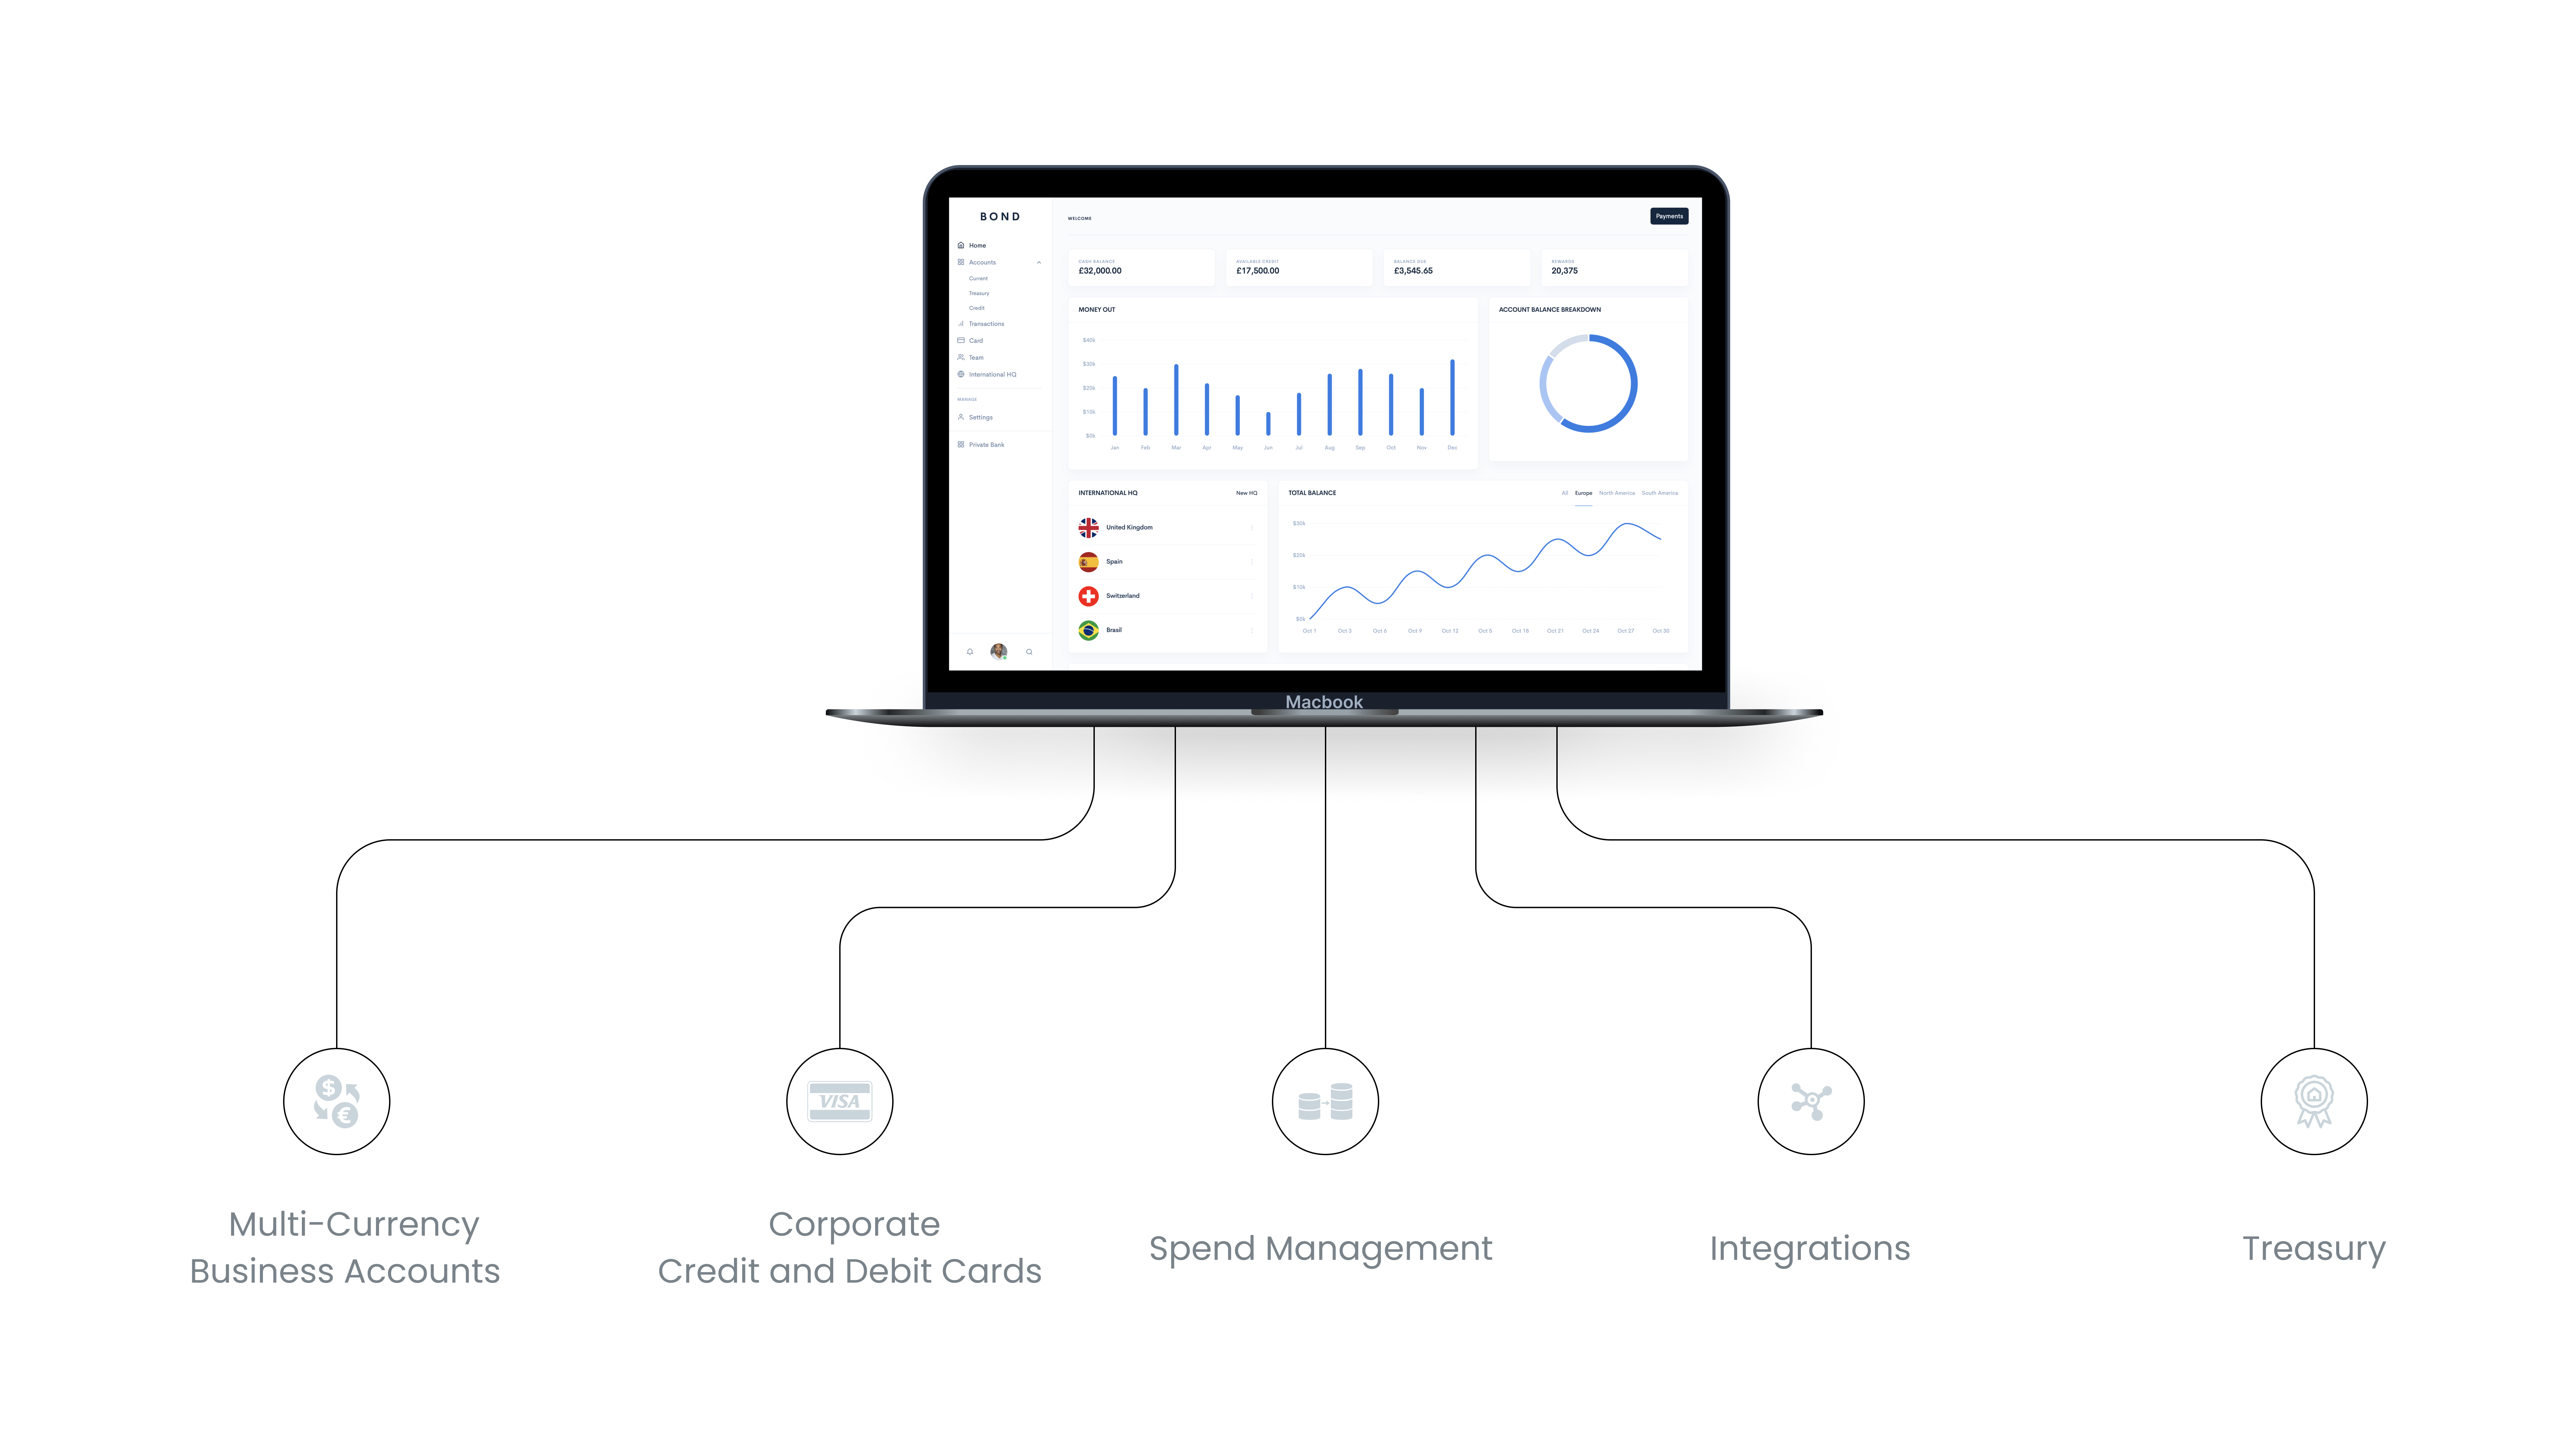 BOND
Home
Accounts
Current
Treasury
Credit
Transactions
Card
Team
International HQ
MANAGE
Settings
Private Bank
WELCOME
Payments
CASH BALANCE
£32,000.00
AVAILABLE CREDIT
£17,500.00
BALANCE DUE
£3,545.65
REWARDS
20,375
MONEY OUT
$40k
$30k
$20k
$10k
$0k
Jan Feb Mar Apr May Jun Jul Aug Sep Oct Nov Dec
ACCOUNT BALANCE BREAKDOWN
INTERNATIONAL HQ New HQ
United Kingdom
Spain
Switzerland
Brasil
TOTAL BALANCE All Europe North America South America
$30k
$20k
$10k
$0k
Oct 1 Oct 3 Oct 6 Oct 9 Oct 12 Oct 5 Oct 18 Oct 21 Oct 24 Oct 27 Oct 30
Macbook
$
€
VISA
Multi-Currency
Business Accounts
Corporate
Credit and Debit Cards
Spend Management
Integrations
Treasury